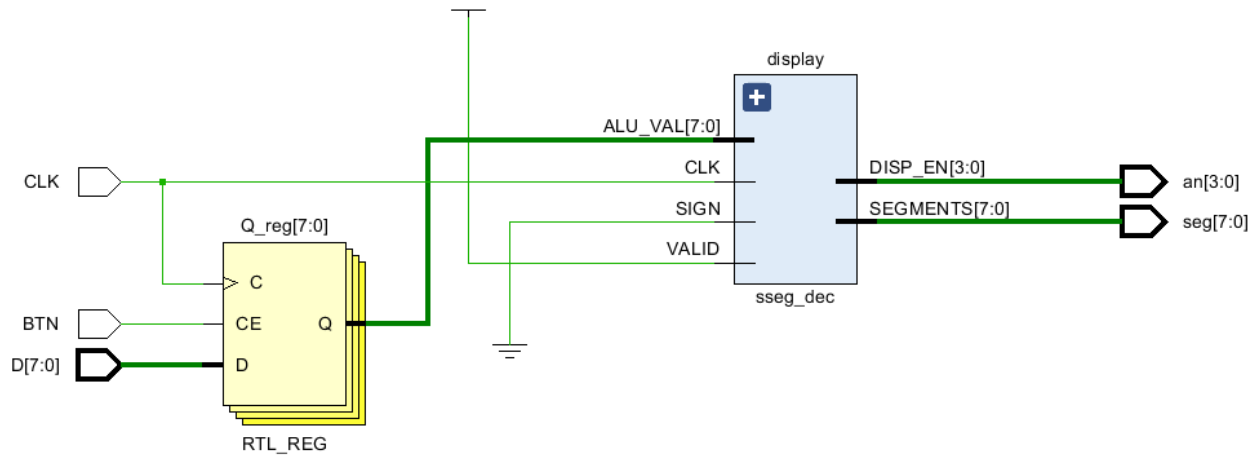 display
ALU_VAL[7:0]
CLK
DISP_EN[3:0]
an[3:0]
CLK
SIGN
SEGMENTS[7:0]
seg[7:0]
Q_reg[7:0]
VALID
C
sseg_dec
BTN
CE
Q
D[7:0]
D
RTL_REG